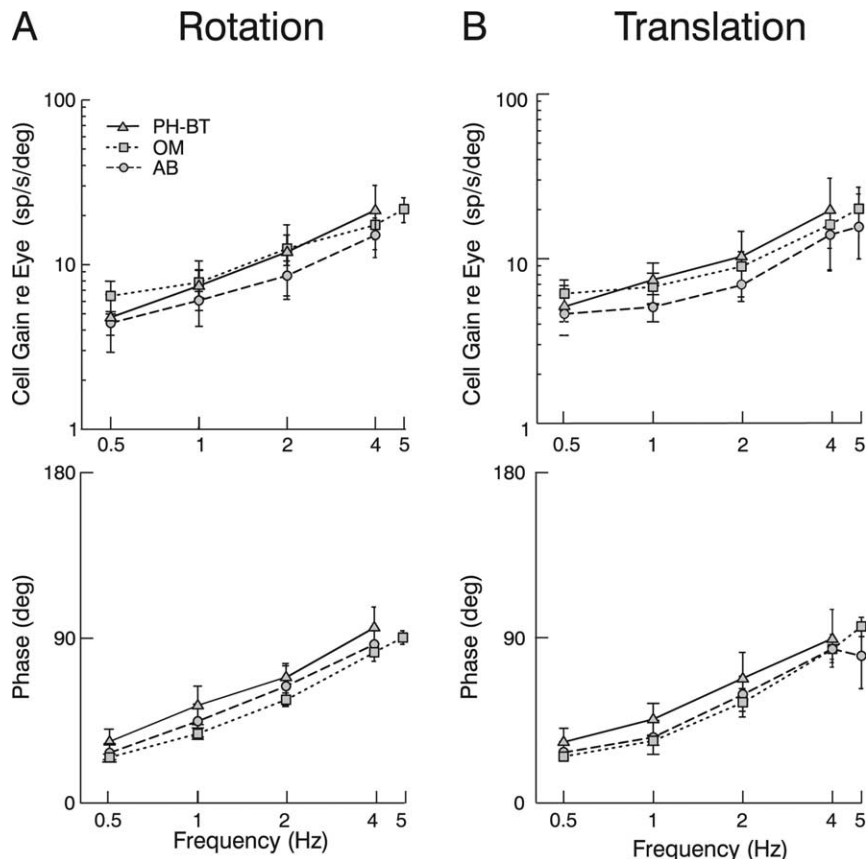 A Rotation
B Translation
100
10
1
Cell Gain re Eye (sp/s/deg)
PH-BT
OM
AB
0.5 1 2 4 5
100
10
1
Cell Gain re Eye (sp/s/deg)
0.5 1 2 4 5
180
90
0
Phase (deg)
0.5 1 2 4 5
Frequency (Hz)
180
90
0
Phase (deg)
0.5 1 2 4 5
Frequency (Hz)